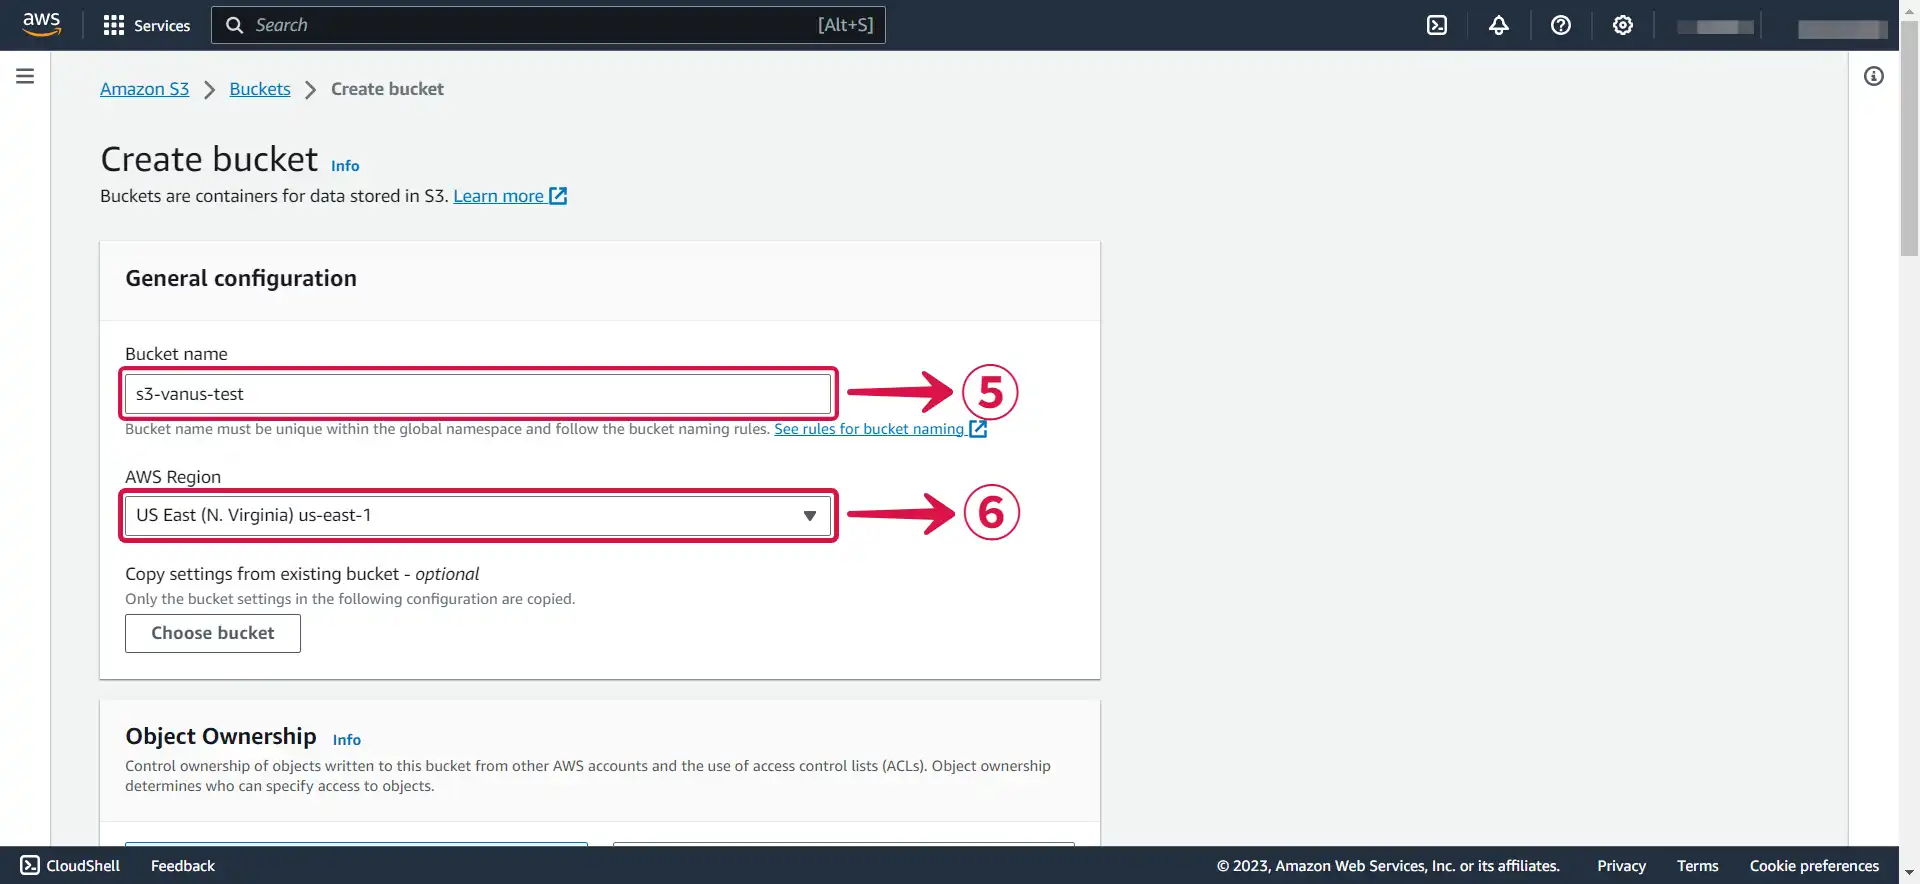 aws Services Search [Alt+S]
Amazon S3 Buckets Create bucket
Create bucket Info
Buckets are containers for data stored in S3. Learn more
General configuration
Bucket name
s3-vanus-test
5
Bucket name must be unique within the global namespace and follow the bucket naming rules. See rules for bucket naming
AWS Region
US East (N. Virginia) us-east-1
6
Copy settings from existing bucket - optional
Only the bucket settings in the following configuration are copied.
Choose bucket
Object Ownership Info
Control ownership of objects written to this bucket from other AWS accounts and the use of access control lists (ACLs). Object ownership
determines who can specify access to objects.
CloudShell Feedback © 2023, Amazon Web Services, Inc. or its affiliates. Privacy Terms Cookie preferences